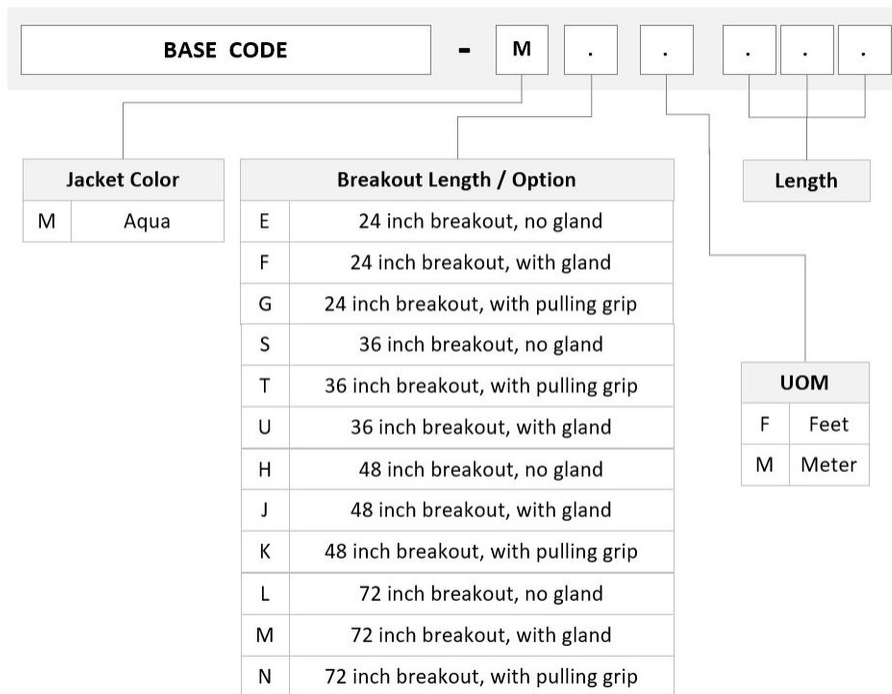 BASE CODE - M . . . . .
Jacket Color
M Aqua
Breakout Length / Option
E 24 inch breakout, no gland
F 24 inch breakout, with gland
G 24 inch breakout, with pulling grip
S 36 inch breakout, no gland
T 36 inch breakout, with pulling grip
U 36 inch breakout, with gland
H 48 inch breakout, no gland
J 48 inch breakout, with gland
K 48 inch breakout, with pulling grip
L 72 inch breakout, no gland
M 72 inch breakout, with gland
N 72 inch breakout, with pulling grip
Length
UOM
F Feet
M Meter